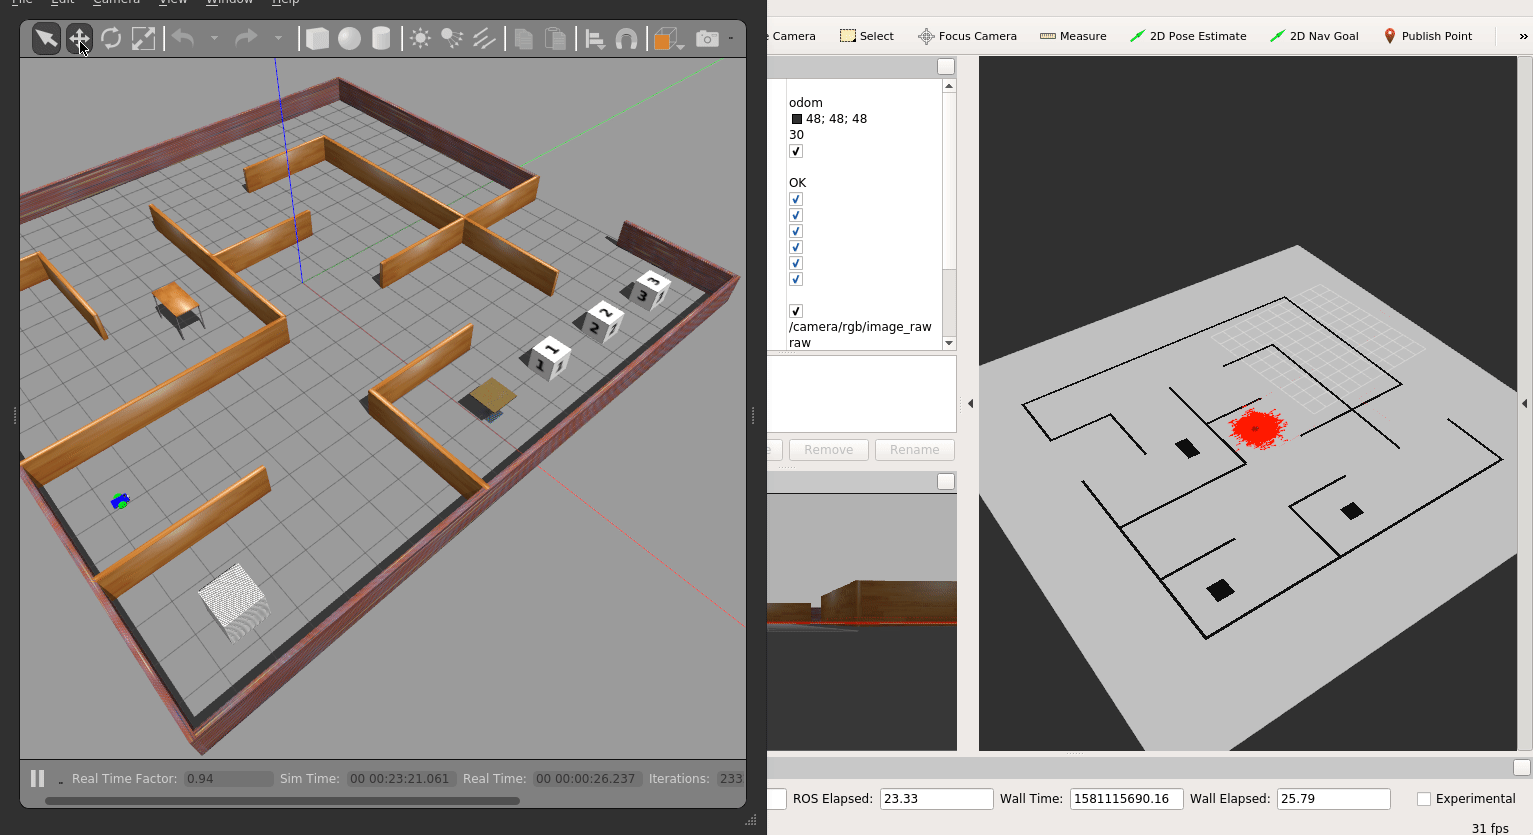 File Edit Camera View Window Help
Camera Select Focus Camera Measure 2D Pose Estimate 2D Nav Goal Publish Point »
odom
48; 48; 48
30
OK
/camera/rgb/image_raw
raw
3
3
2
2
1
1
Remove Rename
Real Time Factor: 0.94 Sim Time: 00 00:23:21.061 Real Time: 00 00:00:26.237 Iterations: 233
ROS Elapsed: 23.33 Wall Time: 1581115690.16 Wall Elapsed: 25.79 Experimental
31 fps